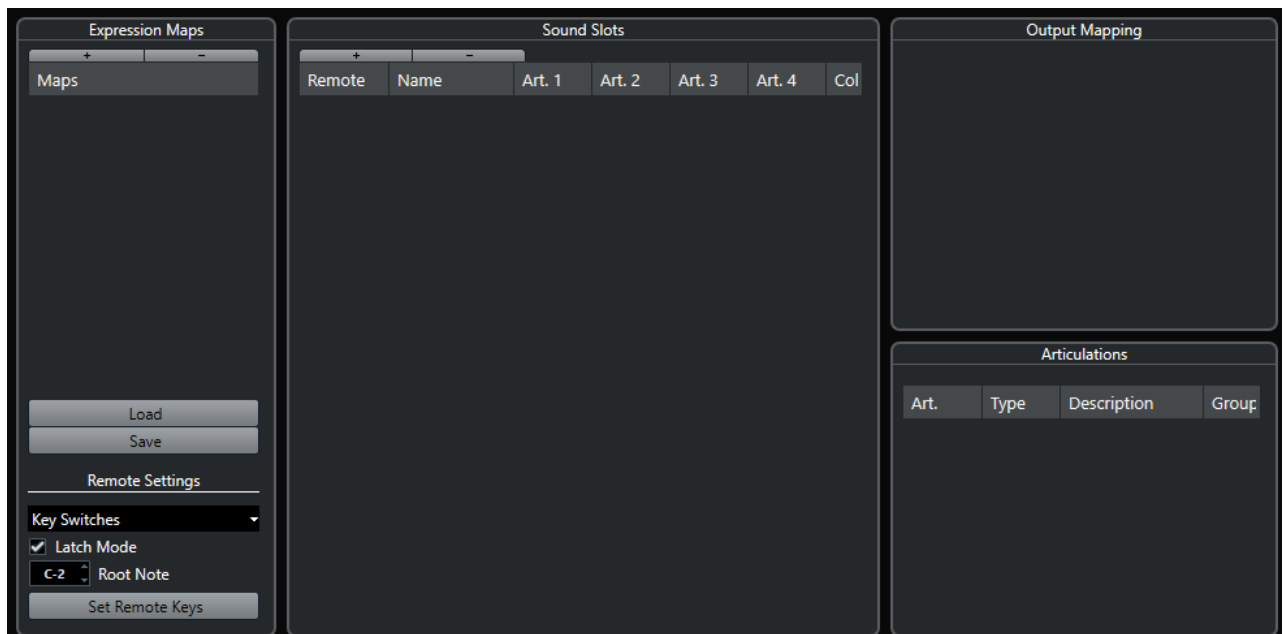 Expression Maps
+ -
Maps
Load
Save
Remote Settings
Key Switches
Latch Mode
C-2 Root Note
Set Remote Keys
Sound Slots
+ -
Remote Name Art. 1 Art. 2 Art. 3 Art. 4 Col
Output Mapping
Articulations
Art. Type Description Group